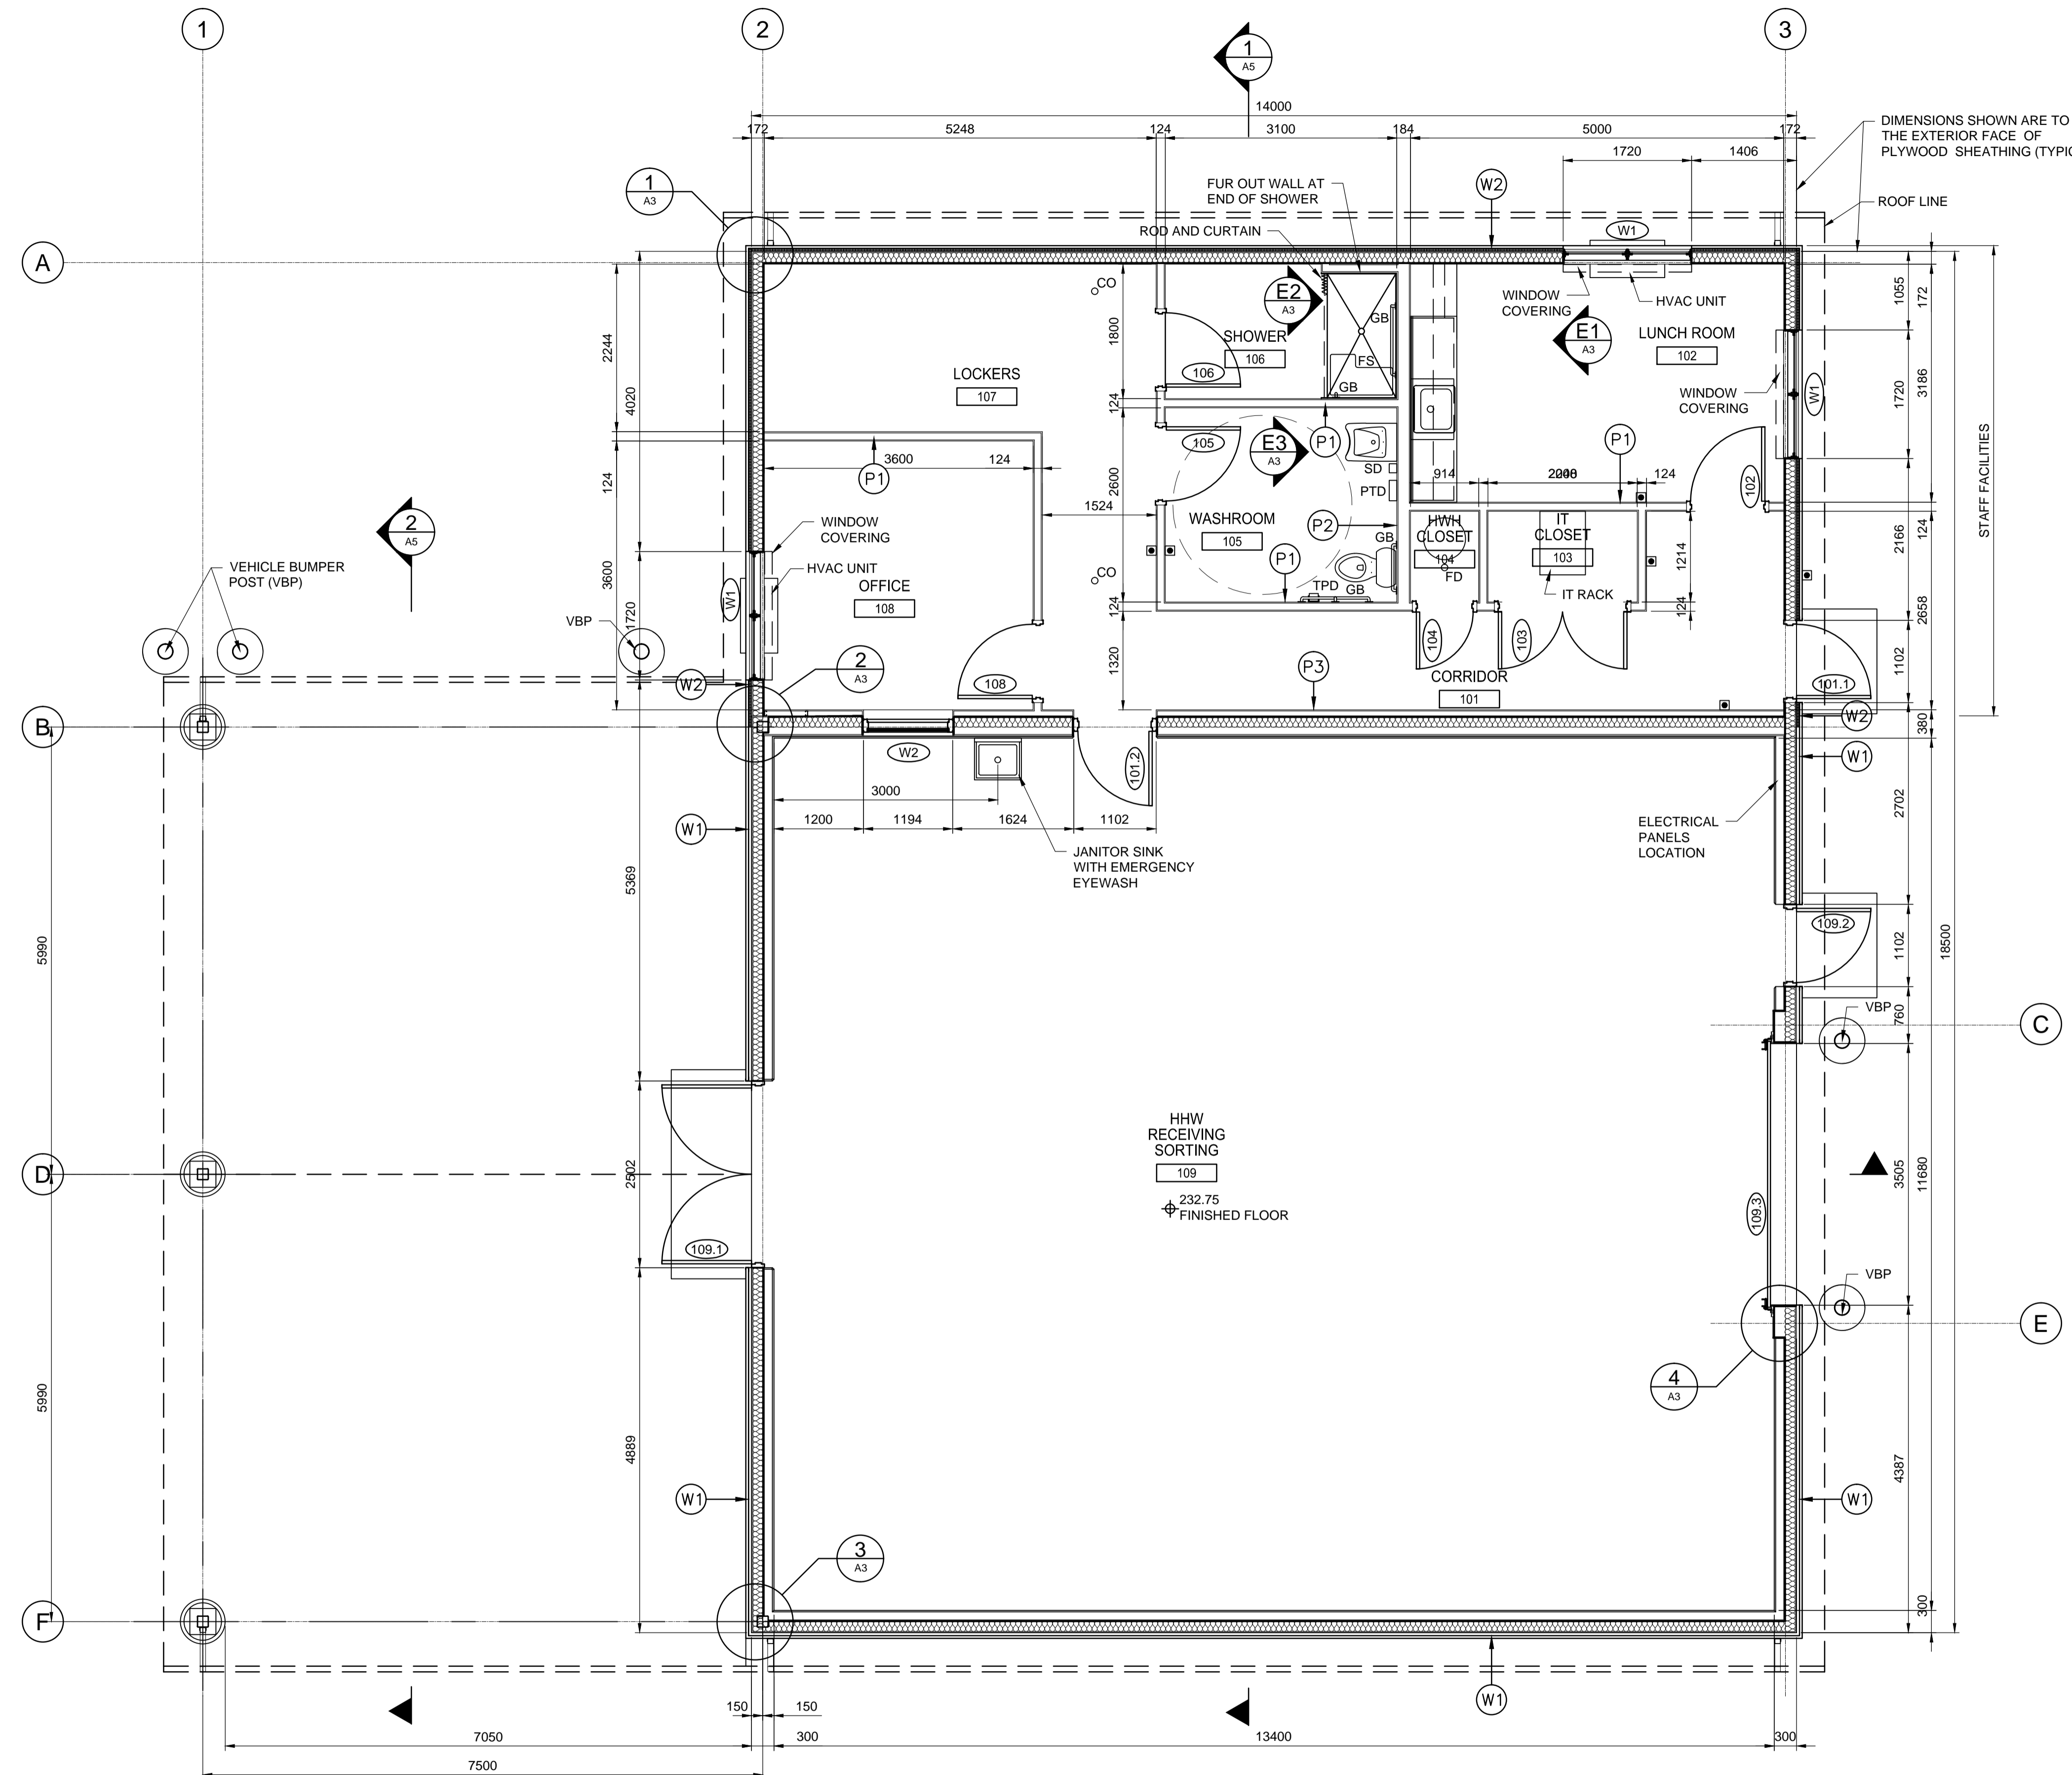 1
2
3
1
A5
14000
172
5248
124
3100
184
5000
172
DIMENSIONS SHOWN ARE TO
THE EXTERIOR FACE OF
PLYWOOD SHEATHING (TYPIC
1720
1406
1
A3
FUR OUT WALL AT
END OF SHOWER
W2
ROOF LINE
ROD AND CURTAIN
W1
A
CO
E2
A3
WINDOW
COVERING
HVAC UNIT
1055
172
GB
SHOWER
106
E1
A3
LUNCH ROOM
102
2244
4020
1800
LOCKERS
107
106
FS
GB
WINDOW
COVERING
W1
1720
3186
124
105
E3
A3
P1
P1
STAFF FACILITIES
3600
124
P1
SD
PTD
914
124
102
124
2600
1524
2
A5
WINDOW
COVERING
WASHROOM
105
P2
HWH
CLOSET
104
IT
CLOSET
103
2166
124
GB
P1
1214
VEHICLE BUMPER
POST (VBP)
HVAC UNIT
OFFICE
108
CO
FD
TPD
GB
IT RACK
3600
W1
1720
VBP
124
124
2658
1102
2
A3
1320
104
103
W2
108
P3
CORRIDOR
101
101.1
B
W2
380
W2
101.2
W1
3000
1200
1194
1624
1102
W1
ELECTRICAL
PANELS
LOCATION
2702
JANITOR SINK
WITH EMERGENCY
EYEWASH
5369
5990
109.2
1102
18500
VBP
760
C
HHW
RECEIVING
SORTING
109
232.75
FINISHED FLOOR
2502
D
3505
11680
109.3
109.1
VBP
E
4
A3
5990
4889
4387
W1
W1
3
A3
F
300
W1
150
150
7050
300
13400
300
7500